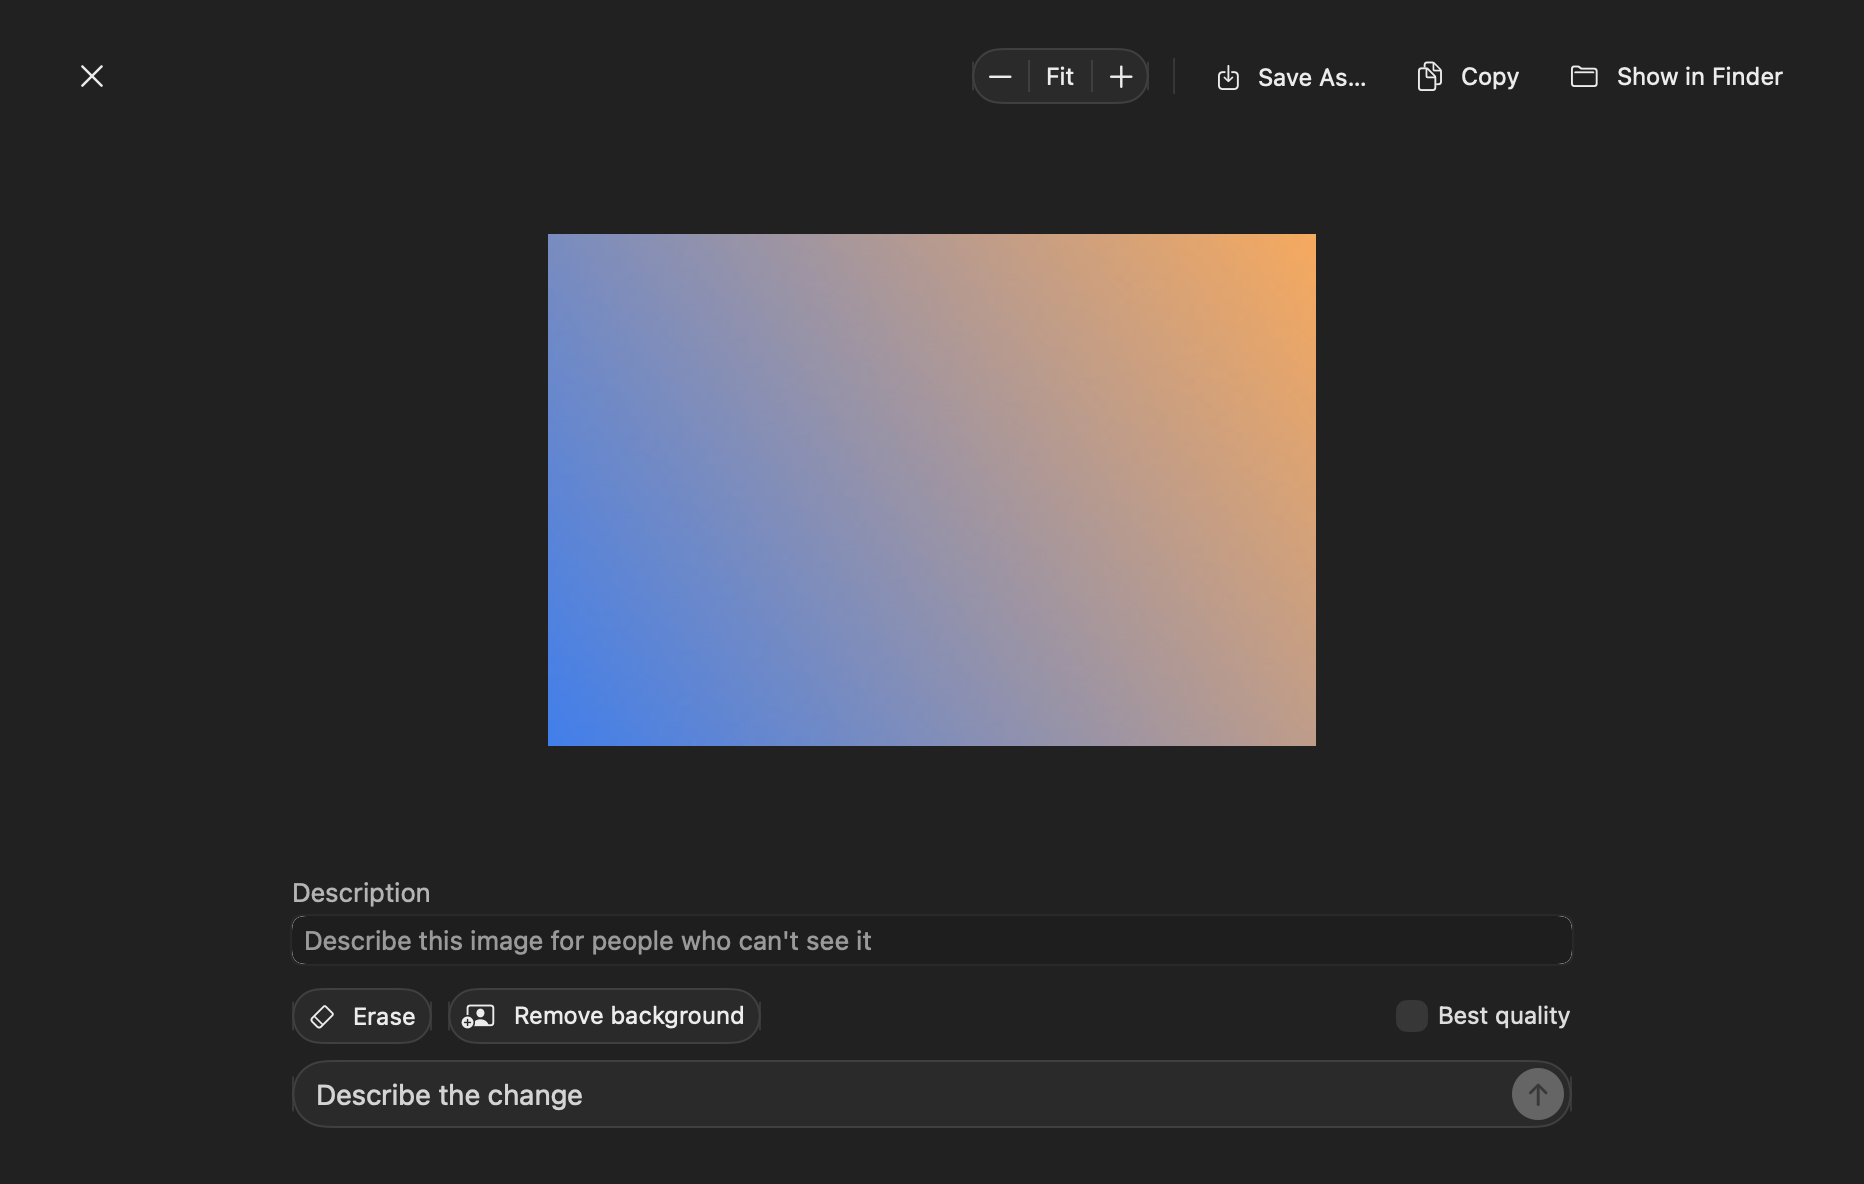 Fit
Save As...
Copy
Show in Finder
Description
Describe this image for people who can't see it
Erase
Remove background
Best quality
Describe the change